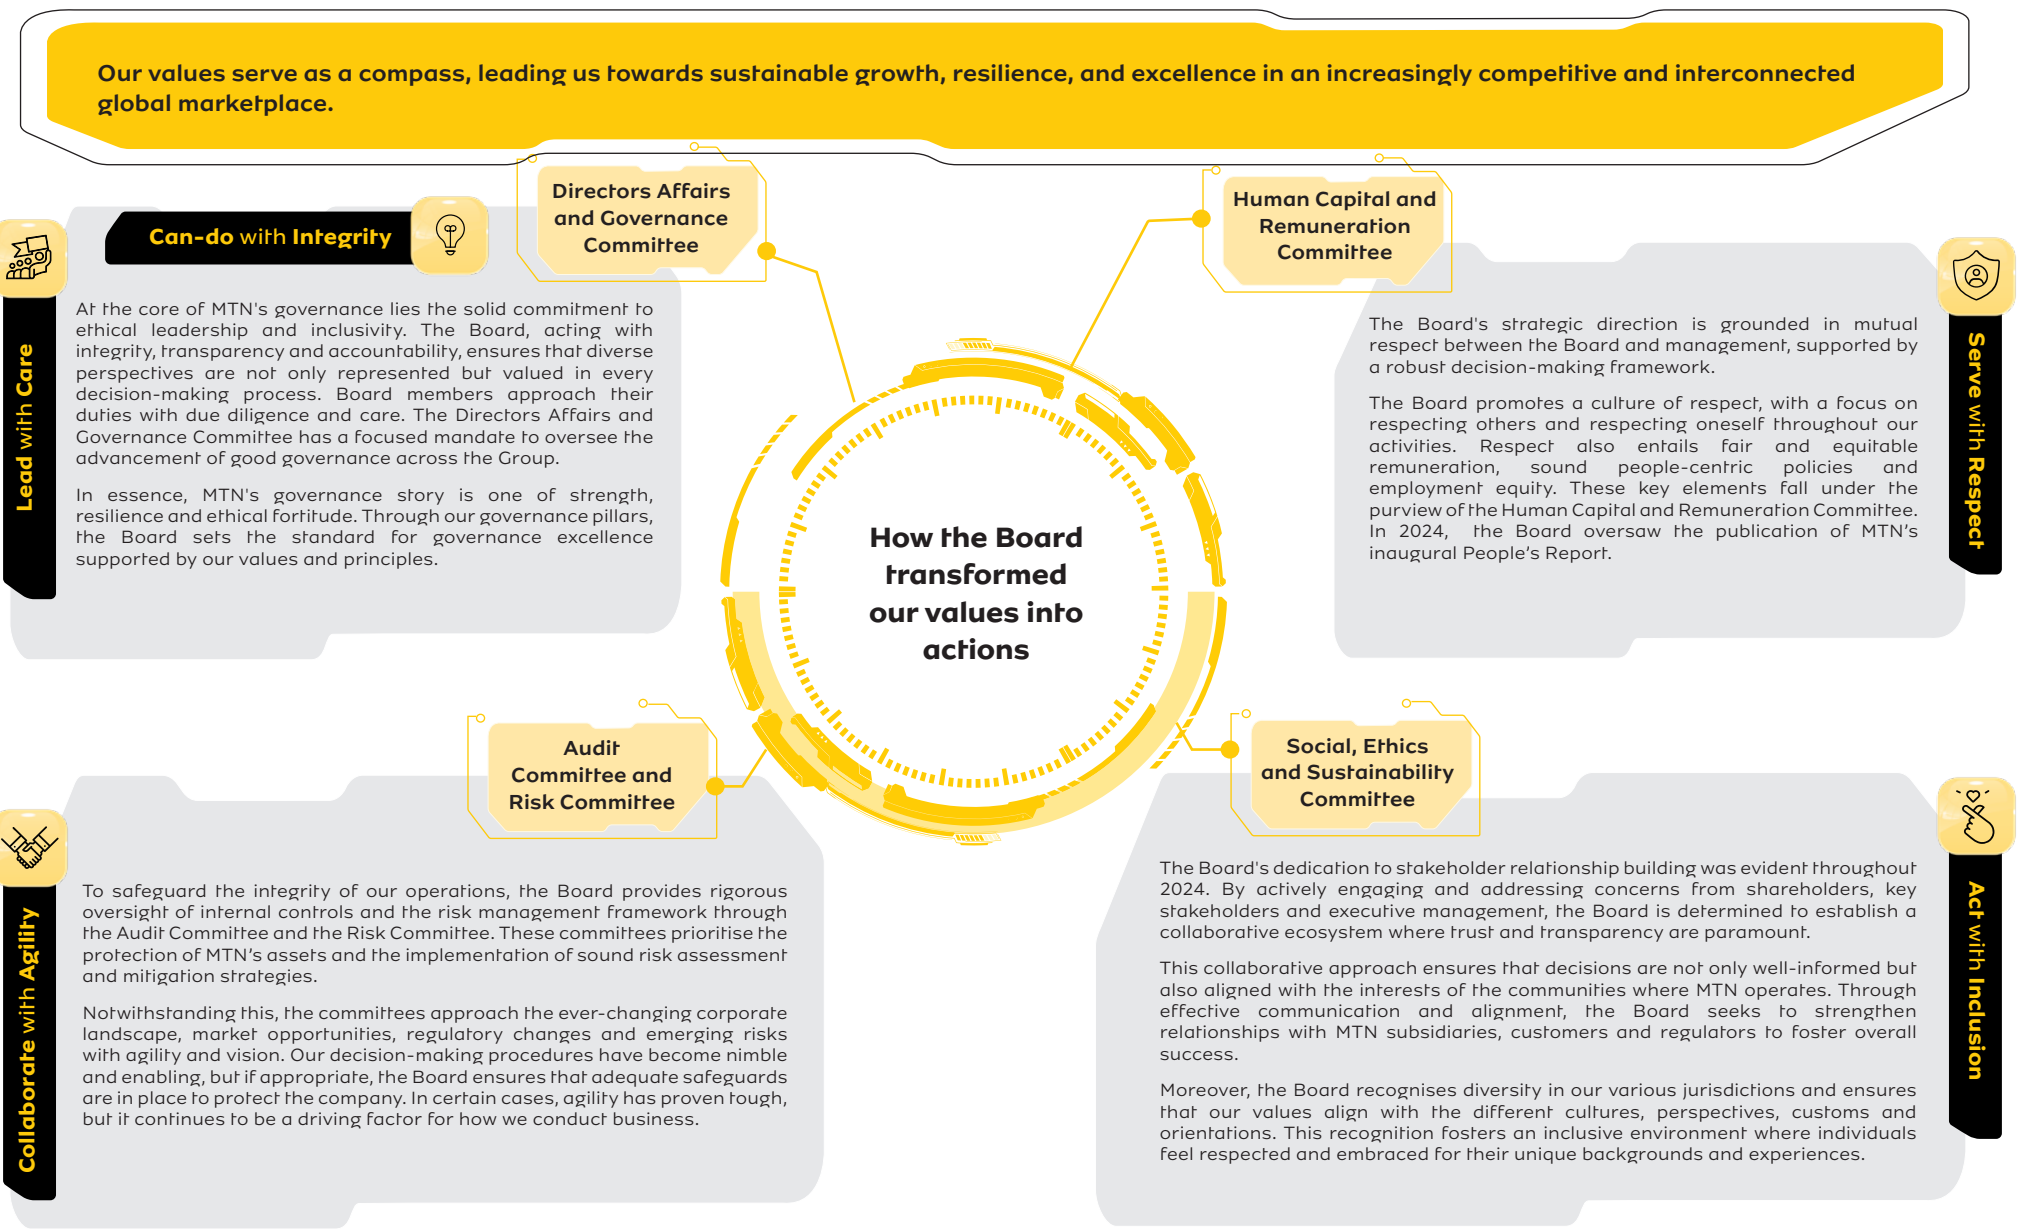 Our values serve as a compass, leading us towards sustainable growth, resilience, and excellence in an increasingly competitive and interconnected
global marketplace.
Directors Affairs
and Governance
Committee
Human Capital and
Remuneration
Committee
Can-do with Integrity
Lead with Care
At the core of MTN's governance lies the solid commitment to
ethical leadership and inclusivity. The Board, acting with
integrity, transparency and accountability, ensures that diverse
perspectives are not only represented but valued in every
decision-making process. Board members approach their
duties with due diligence and care. The Directors Affairs and
Governance Committee has a focused mandate to oversee the
advancement of good governance across the Group.
In essence, MTN's governance story is one of strength,
resilience and ethical fortitude. Through our governance pillars,
the Board sets the standard for governance excellence
supported by our values and principles.
The Board's strategic direction is grounded in mutual
respect between the Board and management, supported by
a robust decision-making framework.
The Board promotes a culture of respect, with a focus on
respecting others and respecting oneself throughout our
activities. Respect also entails fair and equitable
remuneration, sound people-centric policies and
employment equity. These key elements fall under the
purview of the Human Capital and Remuneration Committee.
In 2024, the Board oversaw the publication of MTN’s
inaugural People’s Report.
Serve with Respect
How the Board
transformed
our values into
actions
Audit
Committee and
Risk Committee
Social, Ethics
and Sustainability
Committee
Collaborate with Agility
To safeguard the integrity of our operations, the Board provides rigorous
oversight of internal controls and the risk management framework through
the Audit Committee and the Risk Committee. These committees prioritise the
protection of MTN’s assets and the implementation of sound risk assessment
and mitigation strategies.
Notwithstanding this, the committees approach the ever-changing corporate
landscape, market opportunities, regulatory changes and emerging risks
with agility and vision. Our decision-making procedures have become nimble
and enabling, but if appropriate, the Board ensures that adequate safeguards
are in place to protect the company. In certain cases, agility has proven tough,
but it continues to be a driving factor for how we conduct business.
The Board's dedication to stakeholder relationship building was evident throughout
2024. By actively engaging and addressing concerns from shareholders, key
stakeholders and executive management, the Board is determined to establish a
collaborative ecosystem where trust and transparency are paramount.
This collaborative approach ensures that decisions are not only well-informed but
also aligned with the interests of the communities where MTN operates. Through
effective communication and alignment, the Board seeks to strengthen
relationships with MTN subsidiaries, customers and regulators to foster overall
success.
Moreover, the Board recognises diversity in our various jurisdictions and ensures
that our values align with the different cultures, perspectives, customs and
orientations. This recognition fosters an inclusive environment where individuals
feel respected and embraced for their unique backgrounds and experiences.
Act with Inclusion